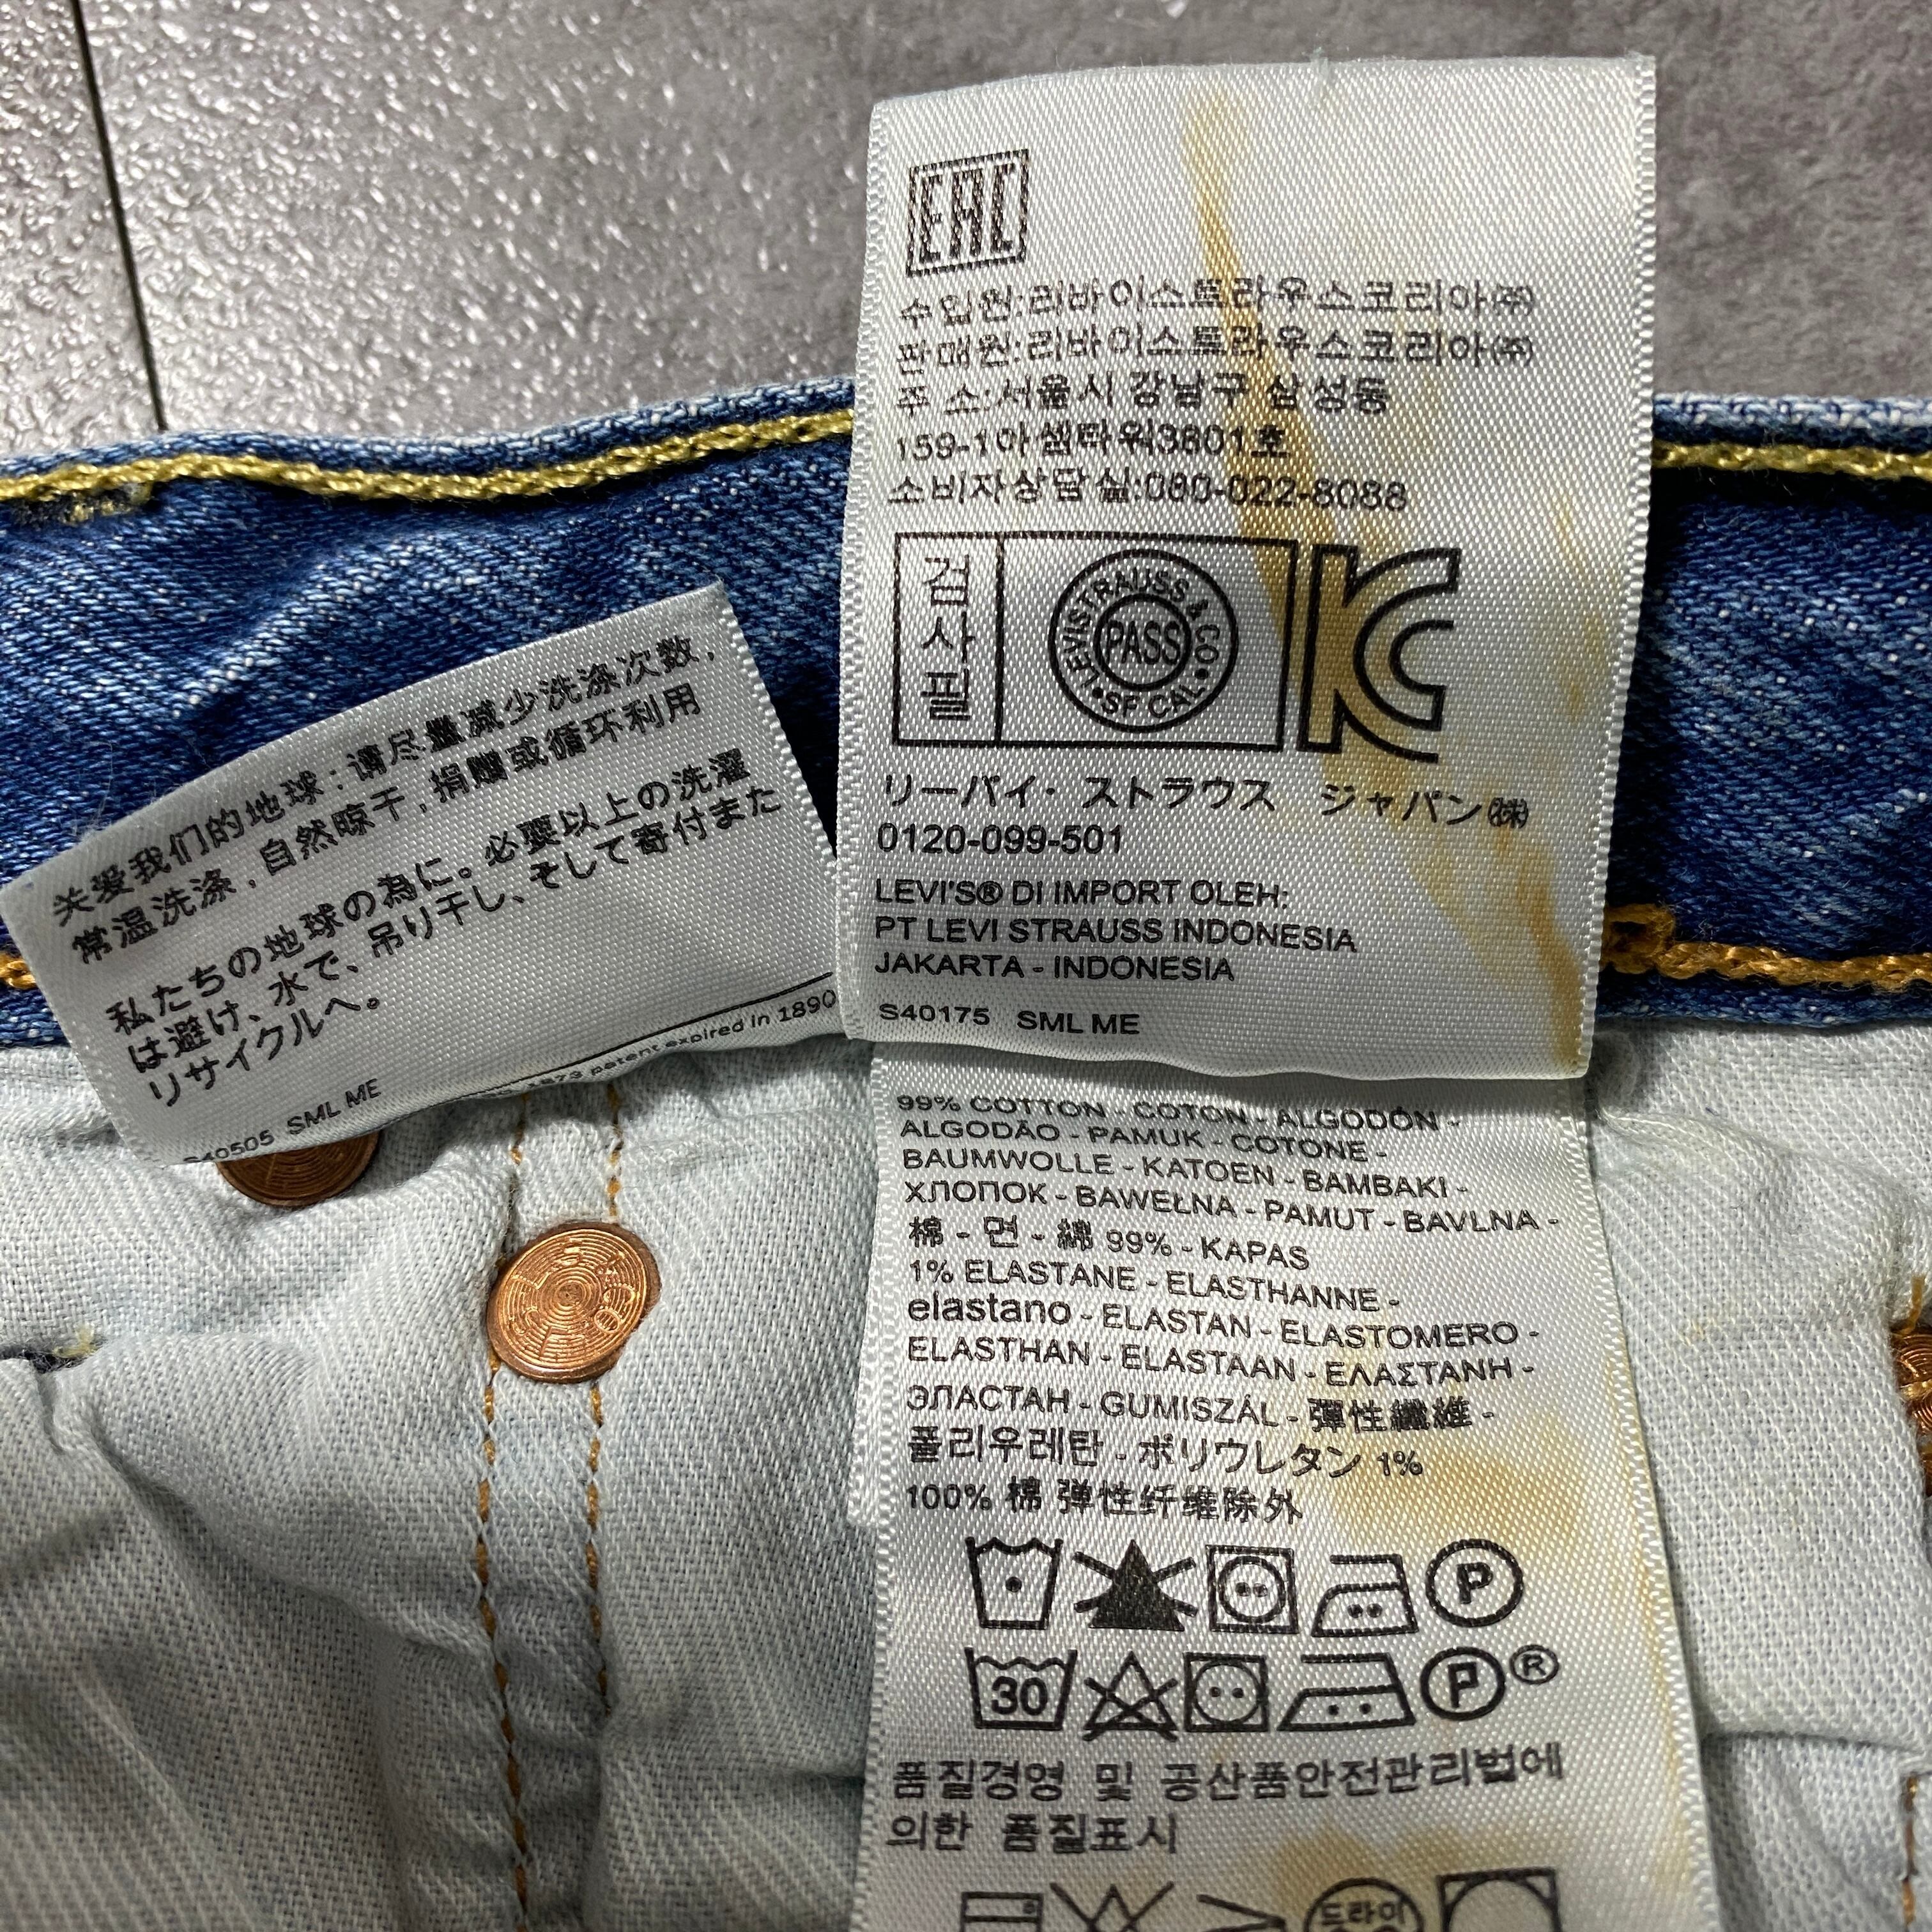 关爱我们的地球：请尽量减少洗涤次数，
常温洗涤，自然晾干，捐赠或循环利用
私たちの地球の為に。必要以上の洗濯
は避け、水で、吊り干し、そして寄付また
リサイクルへ。
1873 patent expired in 1890
S40505 SML ME
EAC
수입원:리바이스트라우스코리아㈜
판매원:리바이스트라우스코리아㈜
주 소:서울시 강남구 삼성동
159-1아셈타워3801호
소비자상담실:080-022-8088
검사필
LEVI STRAUSS & CO
PASS
SF CAL
リーバイ・ストラウス ジャパン㈱
0120-099-501
LEVI'S® DI IMPORT OLEH:
PT LEVI STRAUSS INDONESIA
JAKARTA - INDONESIA
S40175 SML ME
99% COTTON - COTON - ALGODÓN -
ALGODÃO - PAMUK - COTONE -
BAUMWOLLE - KATOEN - BAMBAKI -
ХЛОПОК - BAWEŁNA - PAMUT - BAVLNA -
棉 - 면 - 綿 99% - KAPAS
1% ELASTANE - ELASTHANNE -
elastano - ELASTAN - ELASTOMERO -
ELASTHAN - ELASTAAN - ΕΛΑΣΤΑΝΗ -
ЭЛАСТАН - GUMISZÁL - 彈性纖維 -
폴리우레탄 - ポリウレタン 1%
100% 棉 弹性纤维除外
P
30
P ®
품질경영 및 공산품안전관리법에
의한 품질표시
드라이